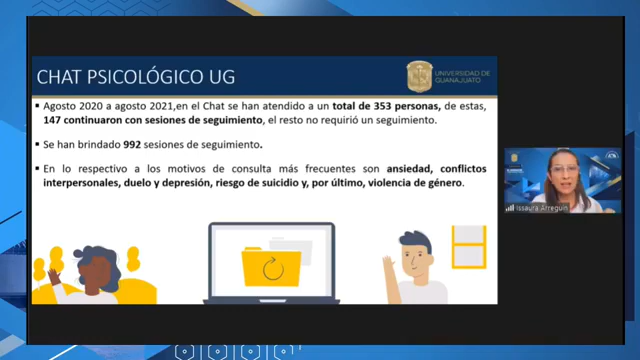 CHAT PSICOLÓGICO UG
UNIVERSIDAD DE
GUANAJUATO
▪ Agosto 2020 a agosto 2021,en el Chat se han atendido a un total de 353 personas, de estas,
147 continuaron con sesiones de seguimiento, el resto no requirió un seguimiento.
▪ Se han brindado 992 sesiones de seguimiento.
▪ En lo respectivo a los motivos de consulta más frecuentes son ansiedad, conflictos
interpersonales, duelo y depresión, riesgo de suicidio y, por último, violencia de género.
Issaura Arreguin